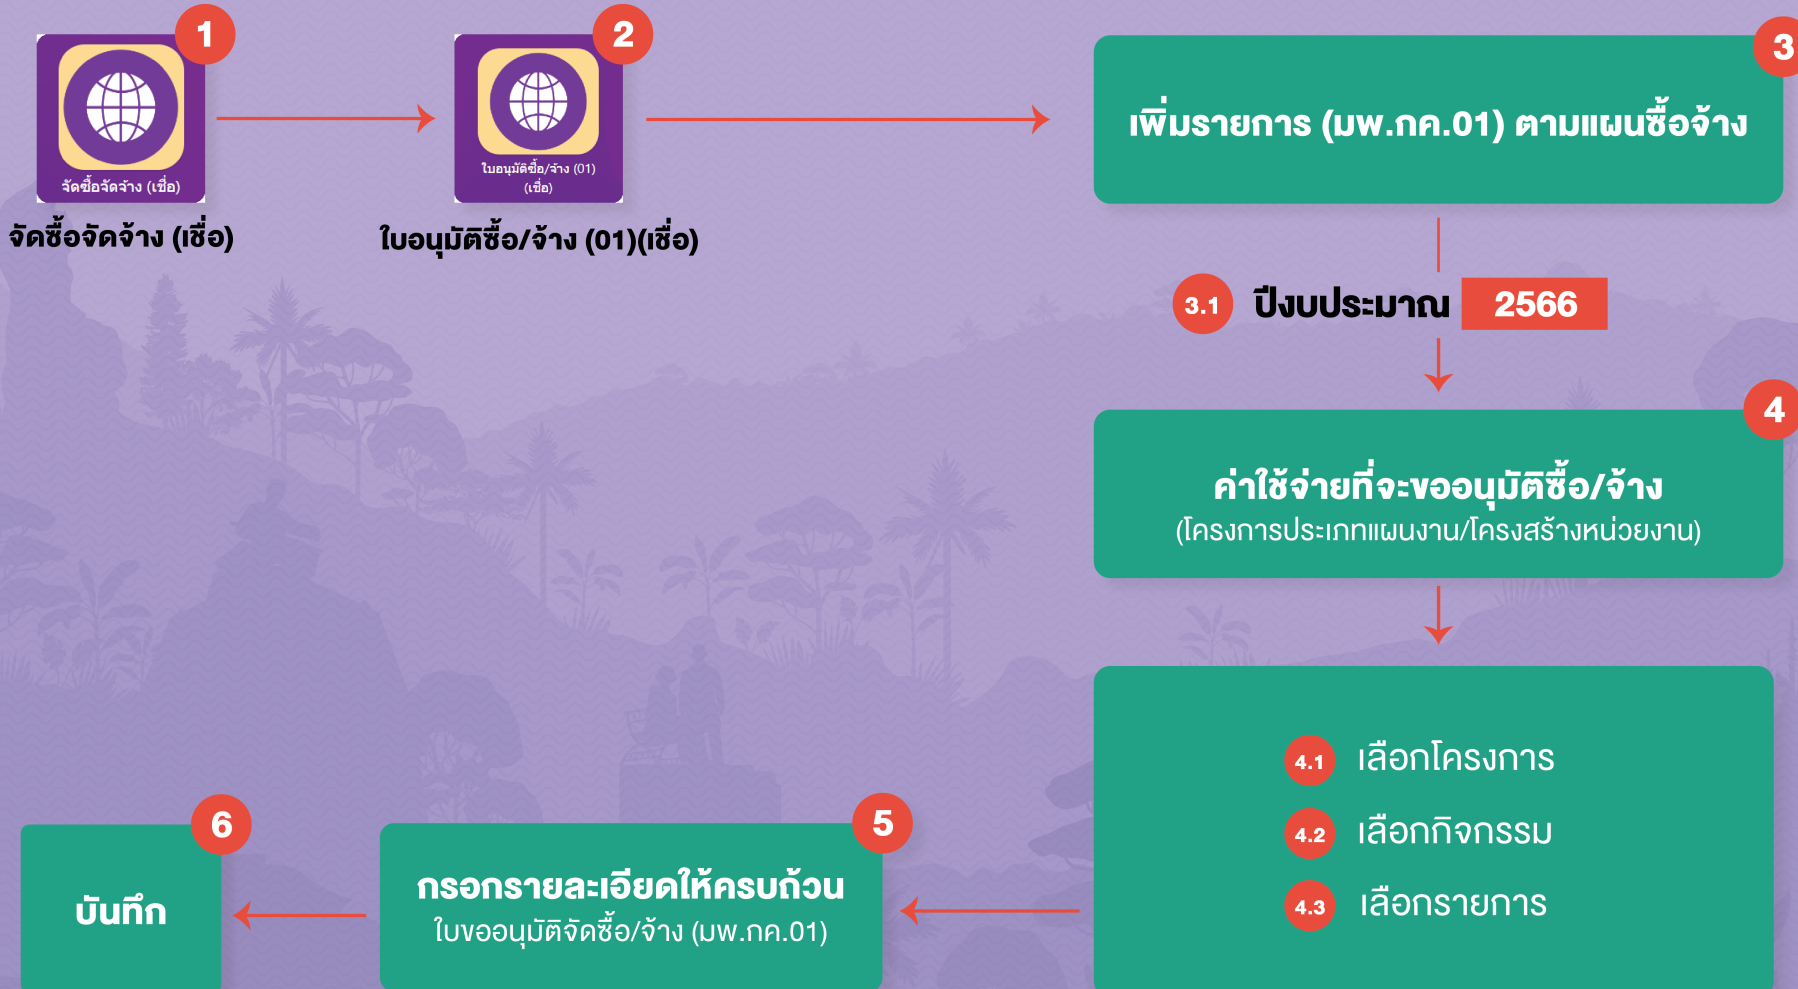 1
จัดซื้อจัดจ้าง (เชื่อ)
จัดซื้อจัดจ้าง (เชื่อ)
2
ใบอนุมัติซื้อ/จ้าง (01)
(เชื่อ)
ใบอนุมัติซื้อ/จ้าง (01)(เชื่อ)
3
เพิ่มรายการ (มพ.กค.01) ตามแผนซื้อจ้าง
3.1 ปีงบประมาณ 2566
4
ค่าใช้จ่ายที่จะขออนุมัติซื้อ/จ้าง
(โครงการประเภทแผนงาน/โครงสร้างหน่วยงาน)
4.1 เลือกโครงการ
4.2 เลือกกิจกรรม
4.3 เลือกรายการ
5
กรอกรายละเอียดให้ครบถ้วน
ใบขออนุมัติจัดซื้อ/จ้าง (มพ.กค.01)
6
บันทึก